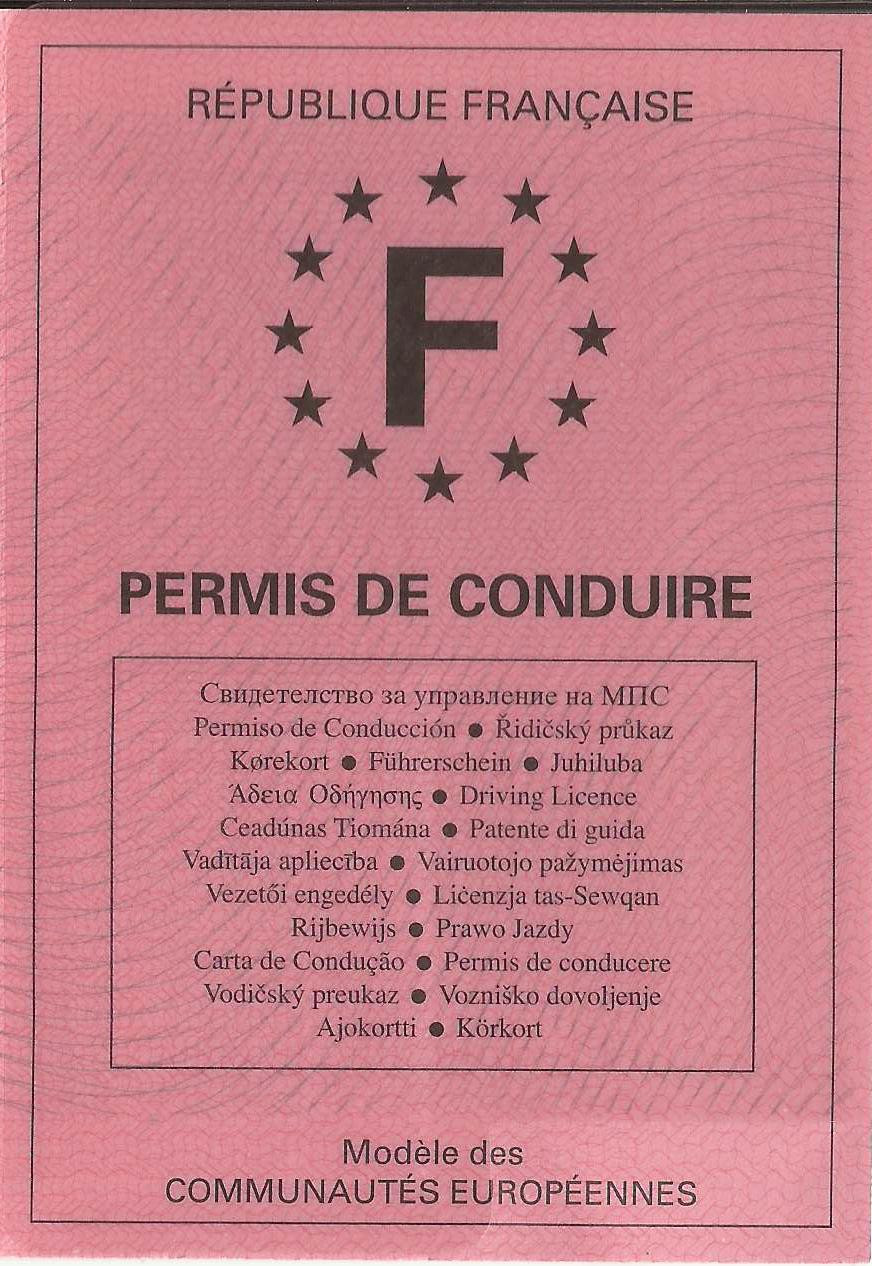 RÉPUBLIQUE FRANÇAISE
F
PERMIS DE CONDUIRE
Свидетелство за управление на МПС
Permiso de Conducción ● Řidičský průkaz
Kørekort ● Führerschein ● Juhiluba
Άδεια Οδήγησης ● Driving Licence
Ceadúnas Tiomána ● Patente di guida
Vadītāja apliecība ● Vairuotojo pažymėjimas
Vezetői engedély ● Liċenzja tas-Sewqan
Rijbewijs ● Prawo Jazdy
Carta de Condução ● Permis de conducere
Vodičský preukaz ● Vozniško dovoljenje
Ajokortti ● Körkort
Modèle des
COMMUNAUTÉS EUROPÉENNES